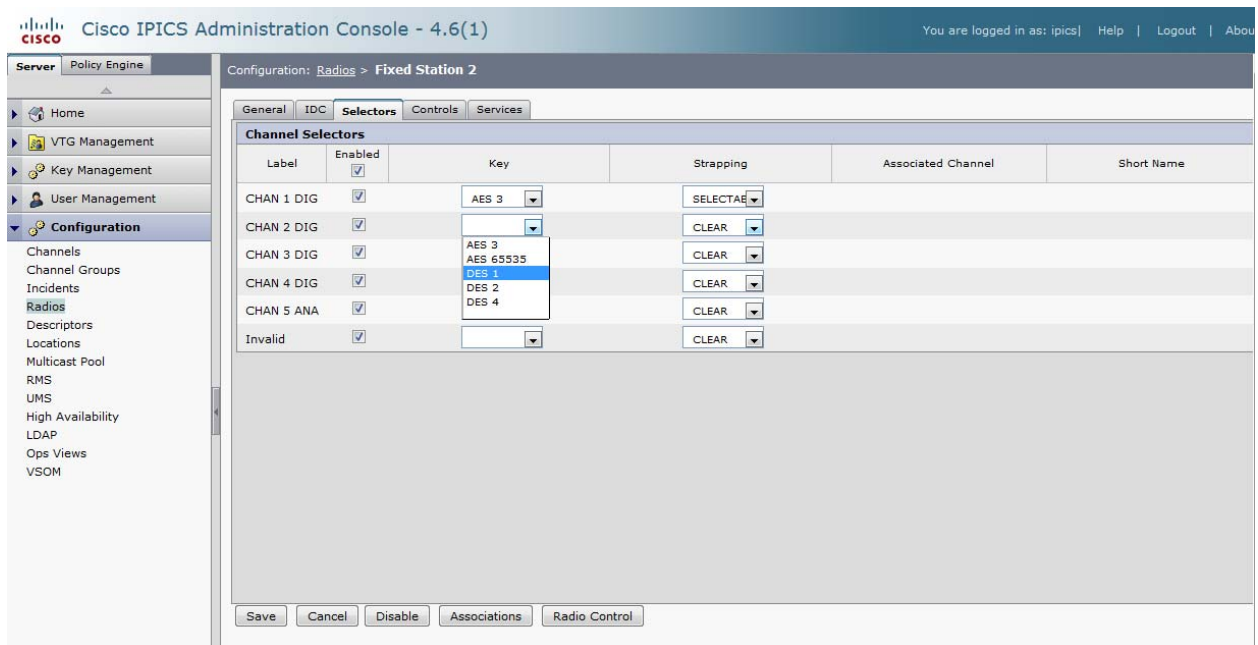 CISCO
Cisco IPICS Administration Console - 4.6(1)
You are logged in as: ipics| Help | Logout | Abou
Server Policy Engine
Home
VTG Management
Key Management
User Management
Configuration
Channels
Channel Groups
Incidents
Radios
Descriptors
Locations
Multicast Pool
RMS
UMS
High Availability
LDAP
Ops Views
VSOM
Configuration: Radios > Fixed Station 2
General IDC Selectors Controls Services
Channel Selectors
Label Enabled Key Strapping Associated Channel Short Name
CHAN 1 DIG AES 3 SELECTAB
CHAN 2 DIG CLEAR
AES 3
AES 65535
DES 1
DES 2
DES 4
CHAN 3 DIG CLEAR
CHAN 4 DIG CLEAR
CHAN 5 ANA CLEAR
Invalid CLEAR
Save Cancel Disable Associations Radio Control